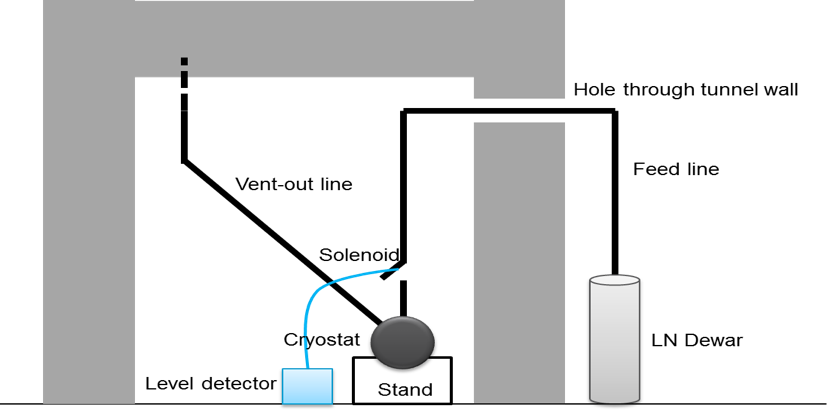 Hole through tunnel wall
Feed line
Vent-out line
Solenoid
Cryostat
LN Dewar
Level detector
Stand